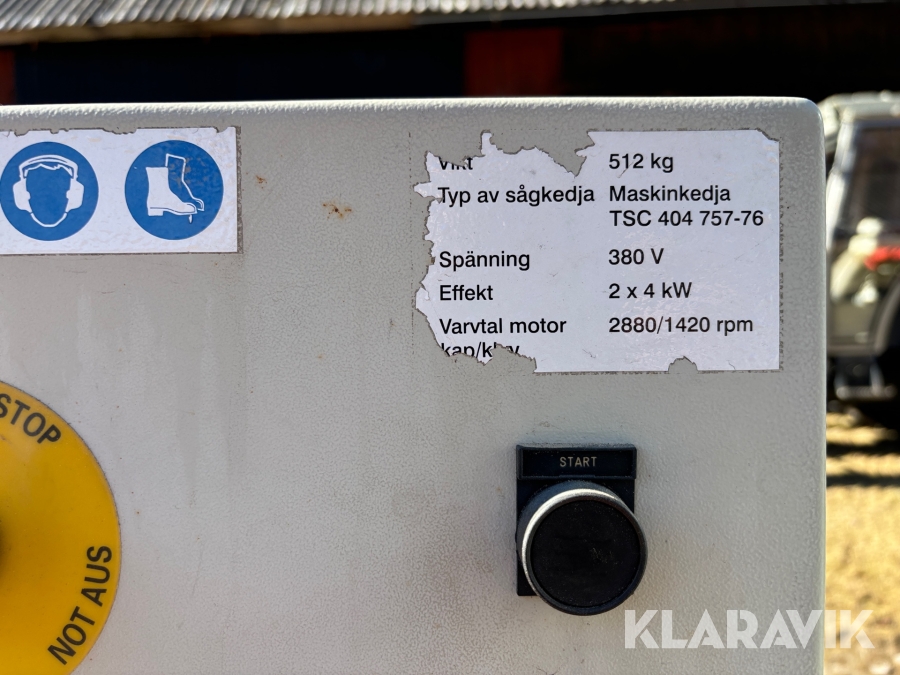 512 kg
Typ av sågkedja Maskinkedja
TSC 404 757-76
Spänning 380 V
Effekt 2 x 4 kW
Varvtal motor 2880/1420 rpm
START
STOP
NOT AUS
KLARAVIK